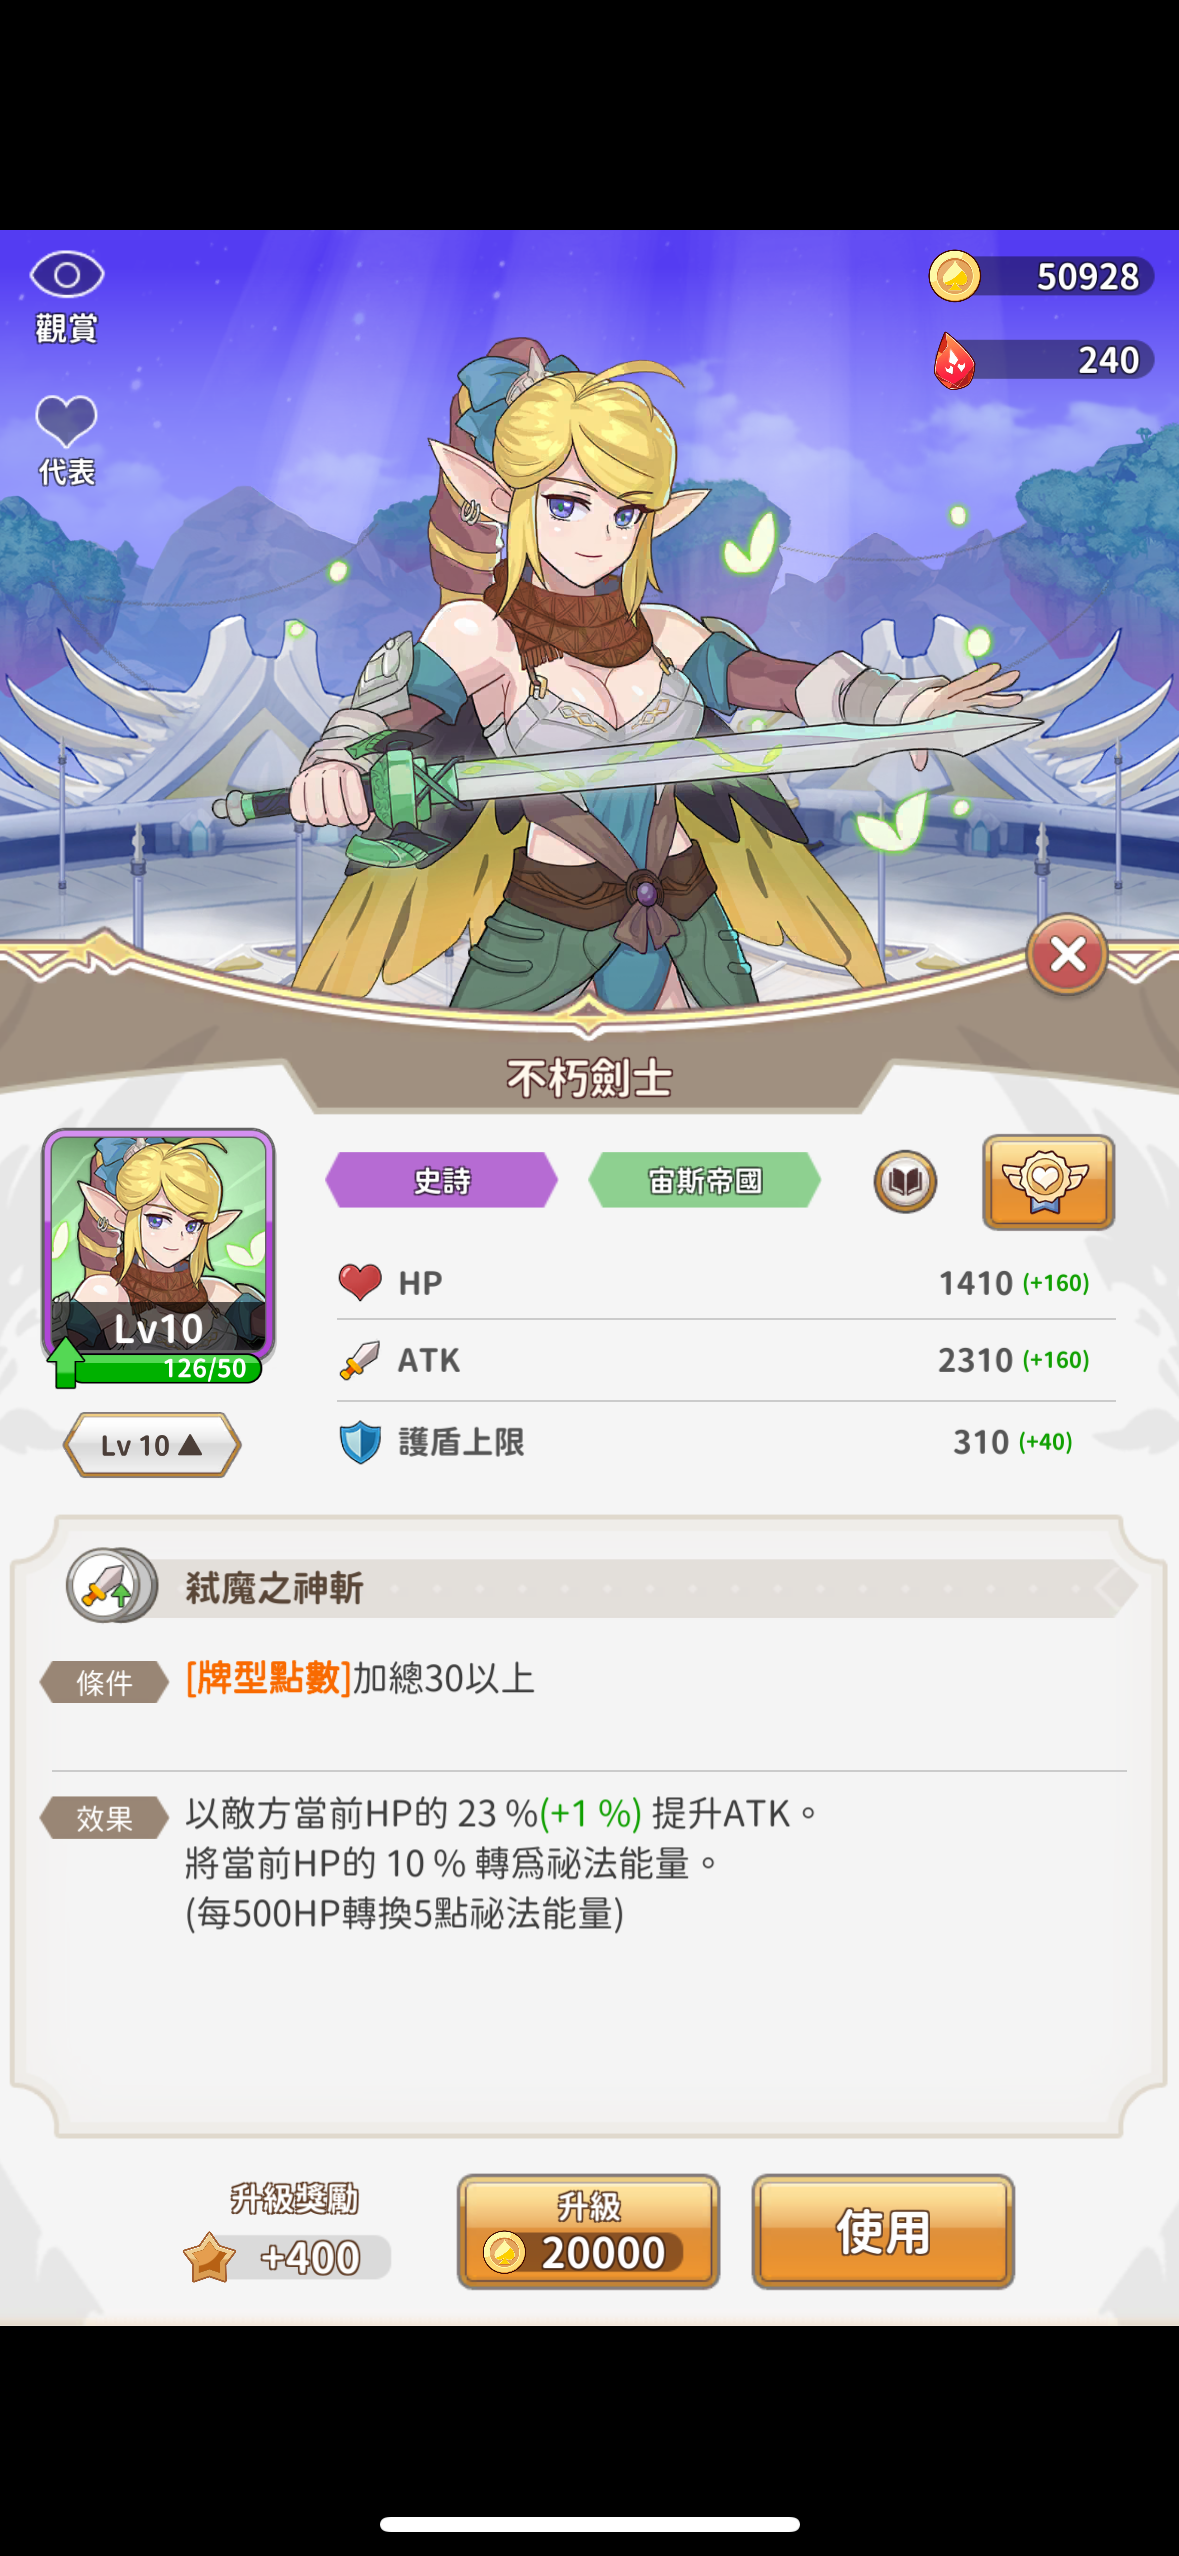 觀賞
50928
240
代表
不朽劍士
史詩
宙斯帝國
Lv10
126/50
Lv 10 ▲
HP
1410 (+160)
ATK
2310 (+160)
護盾上限
310 (+40)
弒魔之神斬
條件
[牌型點數]加總30以上
效果
以敵方當前HP的 23 %(+1 %) 提升ATK。
將當前HP的 10 % 轉爲祕法能量。
(每500HP轉換5點祕法能量)
升級獎勵
+400
升級
20000
使用